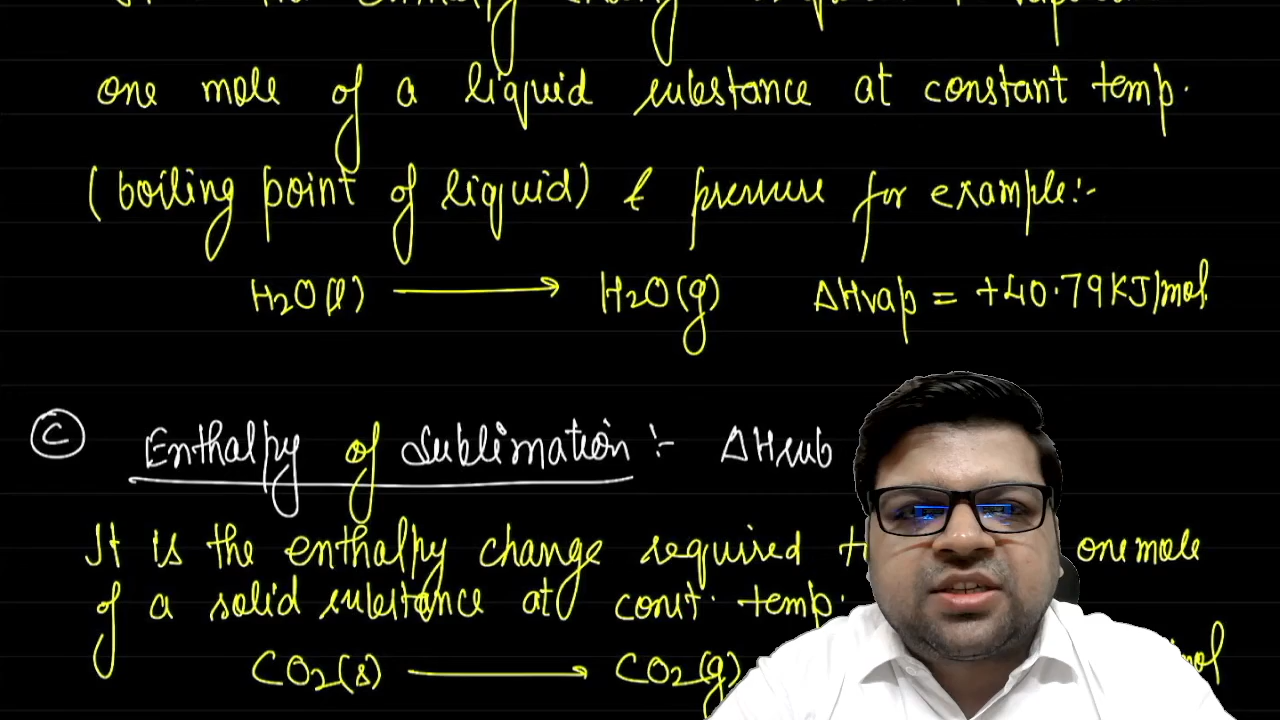 one mole of a liquid substance at constant temp.
(boiling point of liquid) & pressure for example:-
H2O(l) → H2O(g) ΔHvap = +40.79KJ/mol.
C Enthalpy of Sublimation :- ΔHsub
It is the enthalpy change required one mole
of a solid substance at const. temp.
CO2(s) → CO2(g)